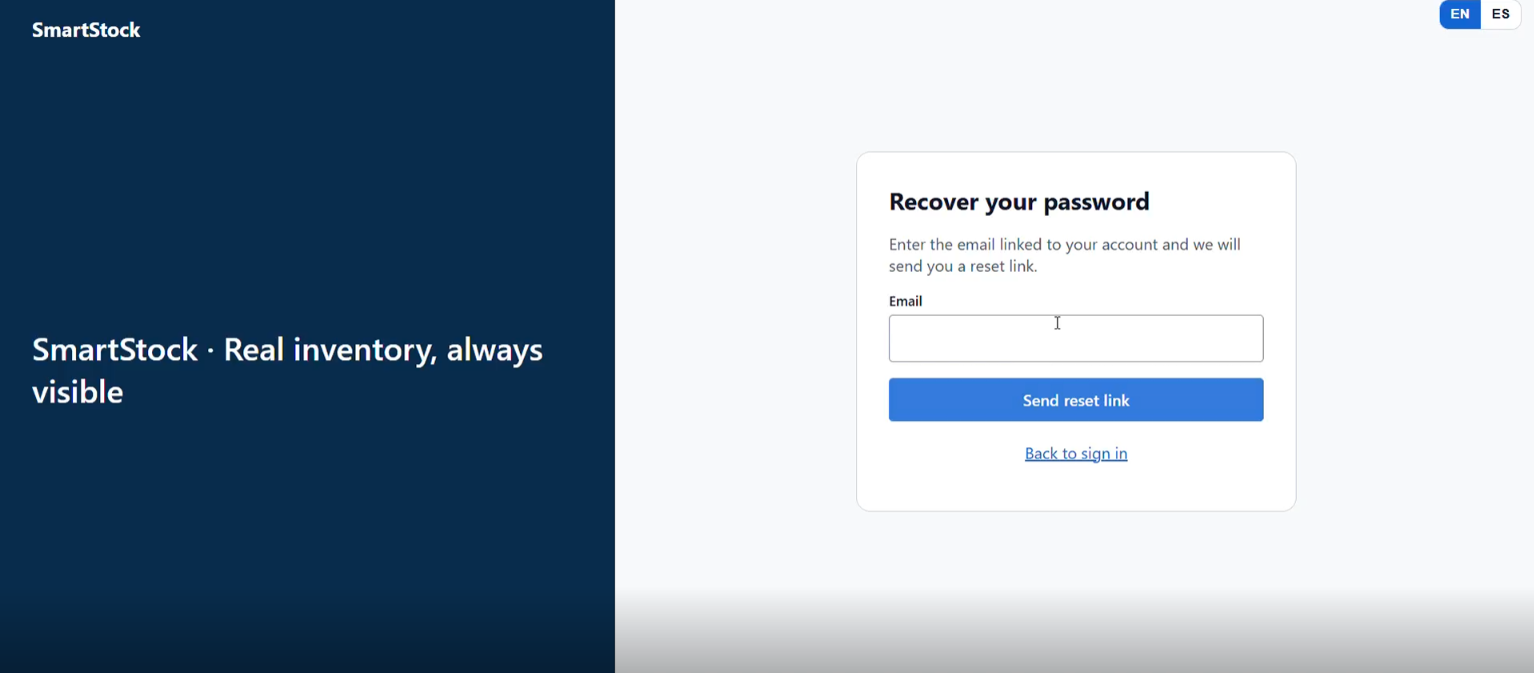 SmartStock
EN ES
SmartStock · Real inventory, always
visible
Recover your password
Enter the email linked to your account and we will
send you a reset link.
Email
Send reset link
Back to sign in